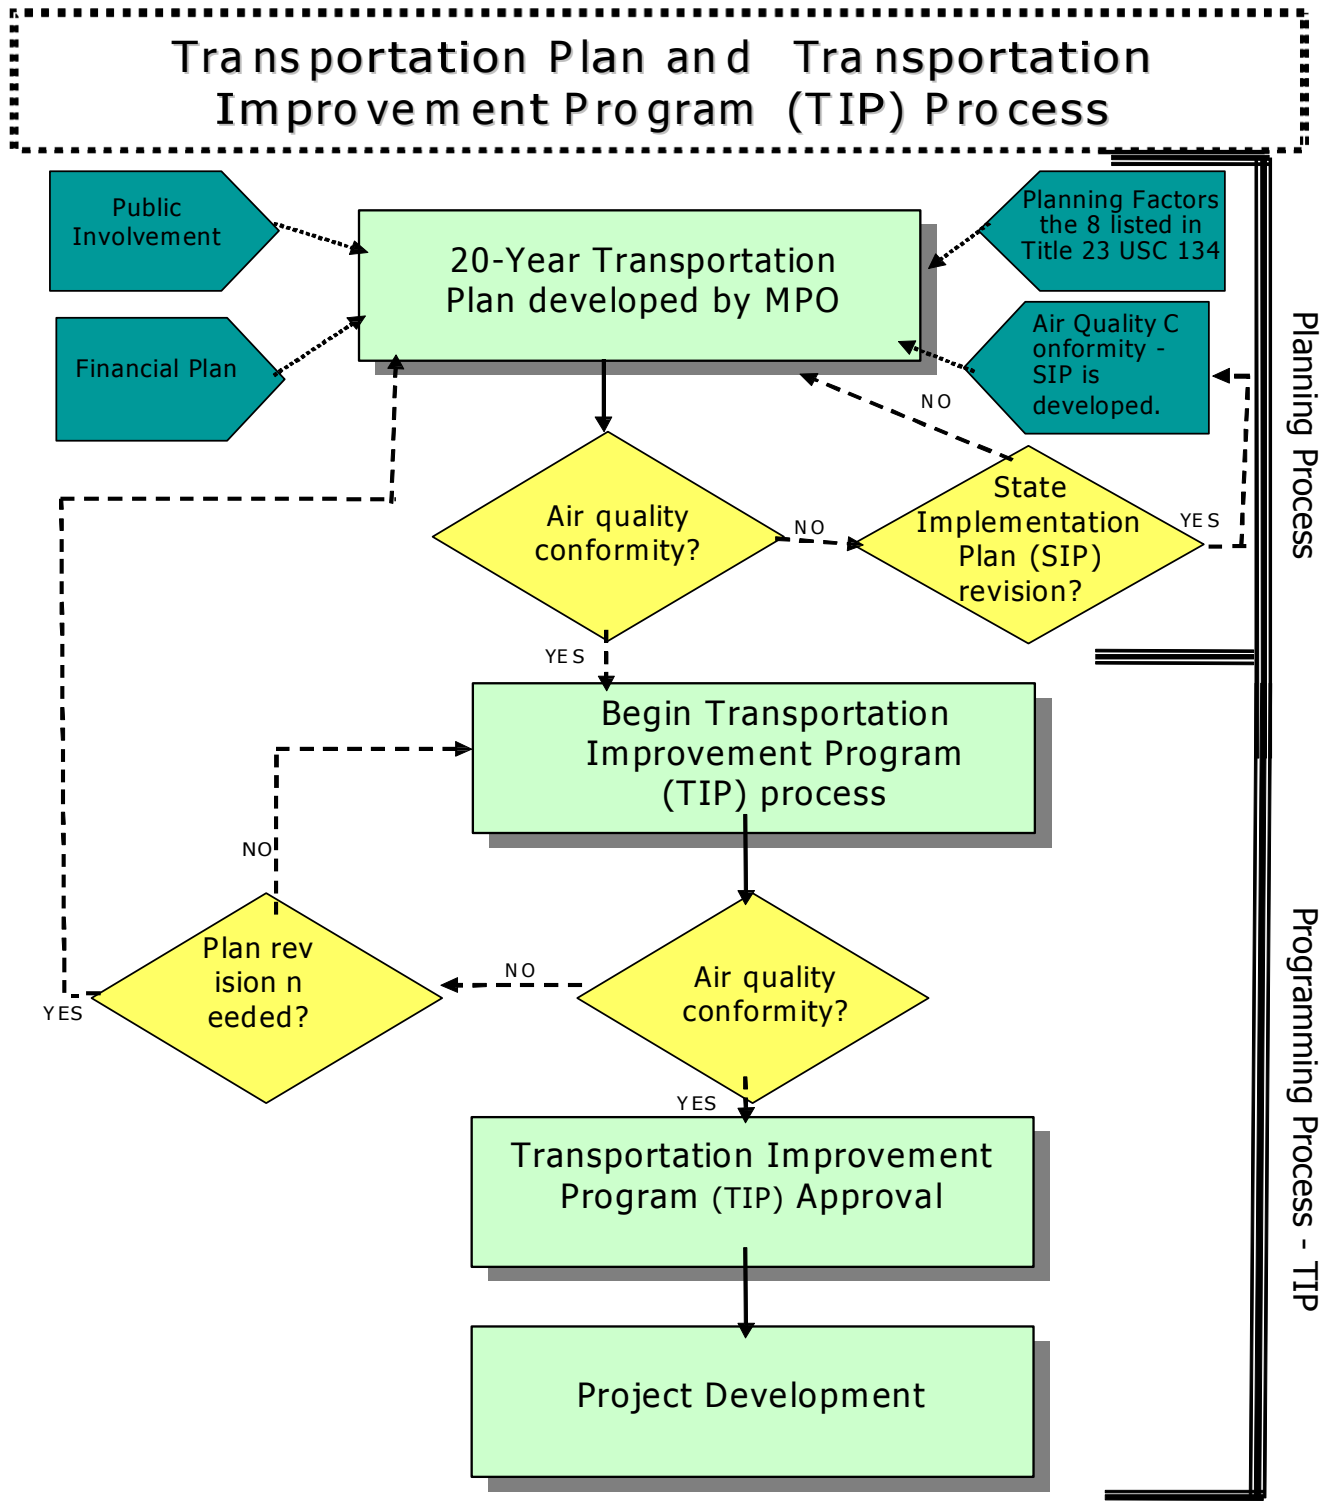 Transportation Plan and Transportation
Improvement Program (TIP) Process
Public
Involvement
20-Year Transportation
Plan developed by MPO
Planning Factors
the 8 listed in
Title 23 USC 134
Financial Plan
Air Quality C
onformity -
SIP is
developed.
NO
Air quality
conformity?
NO
State
Implementation
Plan (SIP)
revision?
YES
Planning Process
YES
Begin Transportation
Improvement Program
(TIP) process
NO
Plan rev
ision n
eeded?
YES
NO
Air quality
conformity?
YES
Transportation Improvement
Program (TIP) Approval
Project Development
Programming Process - TIP